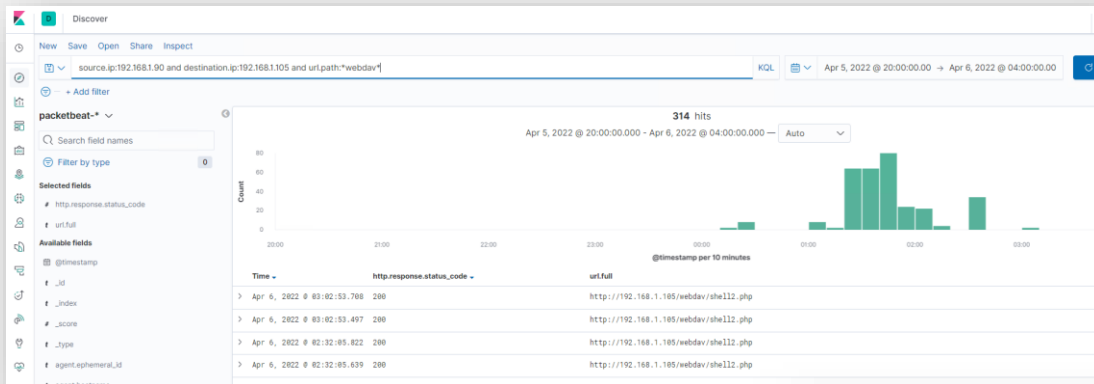 D Discover
New Save Open Share Inspect
source.ip:192.168.1.90 and destination.ip:192.168.1.105 and url.path:*webdav*
KQL
Apr 5, 2022 @ 20:00:00.00 → Apr 6, 2022 @ 04:00:00.00
+ Add filter
packetbeat-*
Search field names
Filter by type 0
Selected fields
# http.response.status_code
t url.full
Available fields
@timestamp
t _id
t _index
# _score
t _type
t agent.ephemeral_id
314 hits
Apr 5, 2022 @ 20:00:00.000 - Apr 6, 2022 @ 04:00:00.000 — Auto
Count
80
60
40
20
0
20:00 21:00 22:00 23:00 00:00 01:00 02:00 03:00
@timestamp per 10 minutes
Time http.response.status_code url.full
> Apr 6, 2022 @ 03:02:53.708 200 http://192.168.1.105/webdav/shell2.php
> Apr 6, 2022 @ 03:02:53.497 200 http://192.168.1.105/webdav/shell2.php
> Apr 6, 2022 @ 02:32:05.822 200 http://192.168.1.105/webdav/shell2.php
> Apr 6, 2022 @ 02:32:05.639 200 http://192.168.1.105/webdav/shell2.php